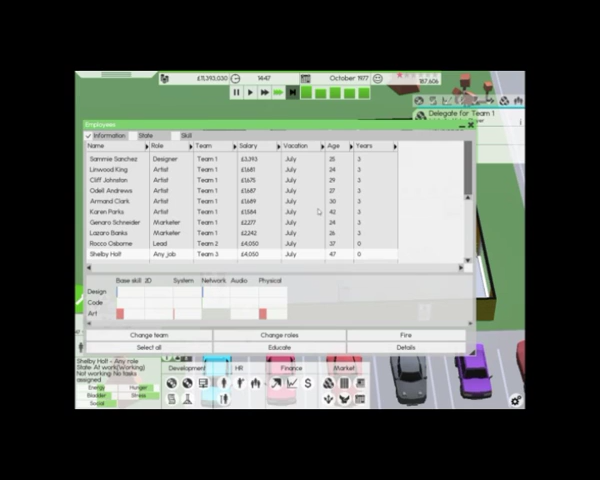 £71,393,030 14:47 October 1977 187,606
Delegate for Team 1
Employees
Information State Skill
Name Role Team Salary Vacation Age Years
Sammie Sanchez Designer Team 1 £3,393 July 25 3
Linwood King Artist Team 1 £1,681 July 24 3
Cliff Johnston Artist Team 1 £1,675 July 29 3
Odell Andrews Artist Team 1 £1,687 July 27 3
Armand Clark Artist Team 1 £1,689 July 30 3
Karen Parks Artist Team 1 £1,584 July 42 3
Genaro Schneider Marketer Team 1 £2,277 July 24 3
Lazaro Banks Marketer Team 1 £2,242 July 26 3
Rocco Osborne Lead Team 2 £4,050 July 37 0
Shelby Holt Any job Team 3 £4,050 July 47 0
Base skill 2D System Network Audio Physical
Design
Code
Art
Change team Change roles Fire
Select all Educate Details
Shelby Holt - Any role
State: At work(Working)
Not working: No tasks
assigned
Energy Hunger
Bladder Stress
Social
Development HR Finance Market